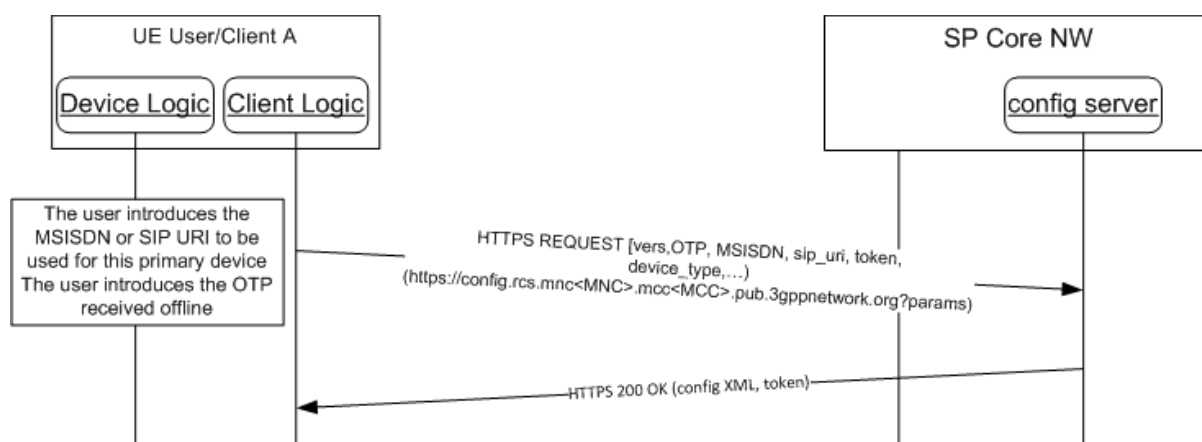 UE User/Client A
SP Core NW
Device Logic
Client Logic
config server
The user introduces the
MSISDN or SIP URI to be
used for this primary device
The user introduces the OTP
received offline
HTTPS REQUEST [vers,OTP, MSISDN, sip_uri, token,
device_type,…)
(https://config.rcs.mnc<MNC>.mcc<MCC>.pub.3gppnetwork.org?params)
HTTPS 200 OK (config XML, token)